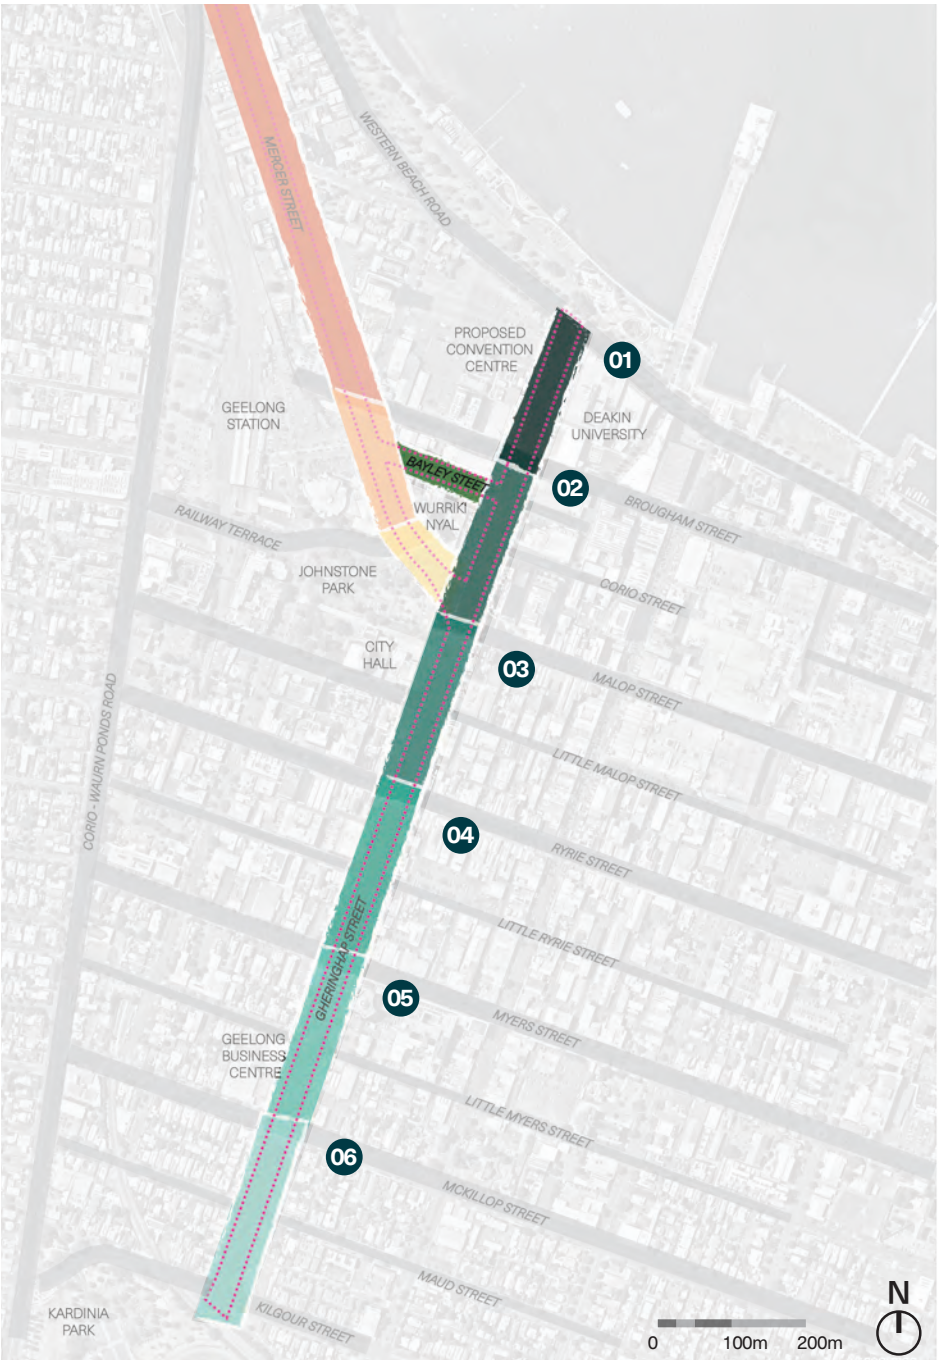 MERCER STREET
WESTERN BEACH ROAD
PROPOSED
CONVENTION
CENTRE
01
GEELONG
STATION
DEAKIN
UNIVERSITY
BAYLEY STEET
02
WURRIKI
NYAL
BROUGHAM STREET
RAILWAY TERRACE
JOHNSTONE
PARK
CORIO STREET
CITY
HALL
03
MALOP STREET
CORIO - WAURN PONDS ROAD
LITTLE MALOP STREET
04
RYRIE STREET
GHERINGHAP STREET
LITTLE RYRIE STREET
05
MYERS STREET
GEELONG
BUSINESS
CENTRE
LITTLE MYERS STREET
06
MCKILLOP STREET
MAUD STREET
KARDINIA
PARK
KILGOUR STREET
N
0 100m 200m